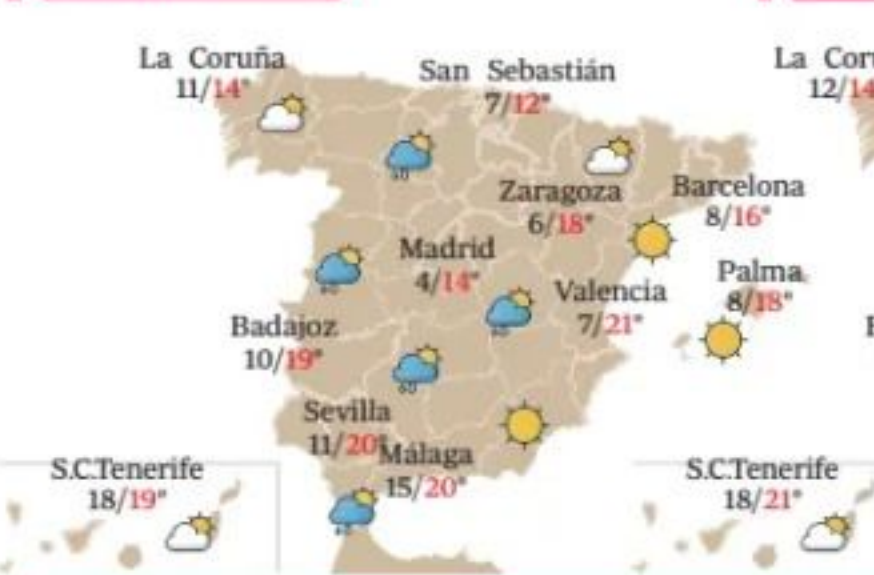 La Coruña
11/14°
San Sebastián
7/12°
La Cor
12/14
Zaragoza
6/18°
Barcelona
8/16°
Madrid
4/14°
Valencia
7/21°
Palma
8/18°
Badajoz
10/19°
Sevilla
11/20°
Málaga
15/20°
S.C.Tenerife
18/19°
S.C.Tenerife
18/21°